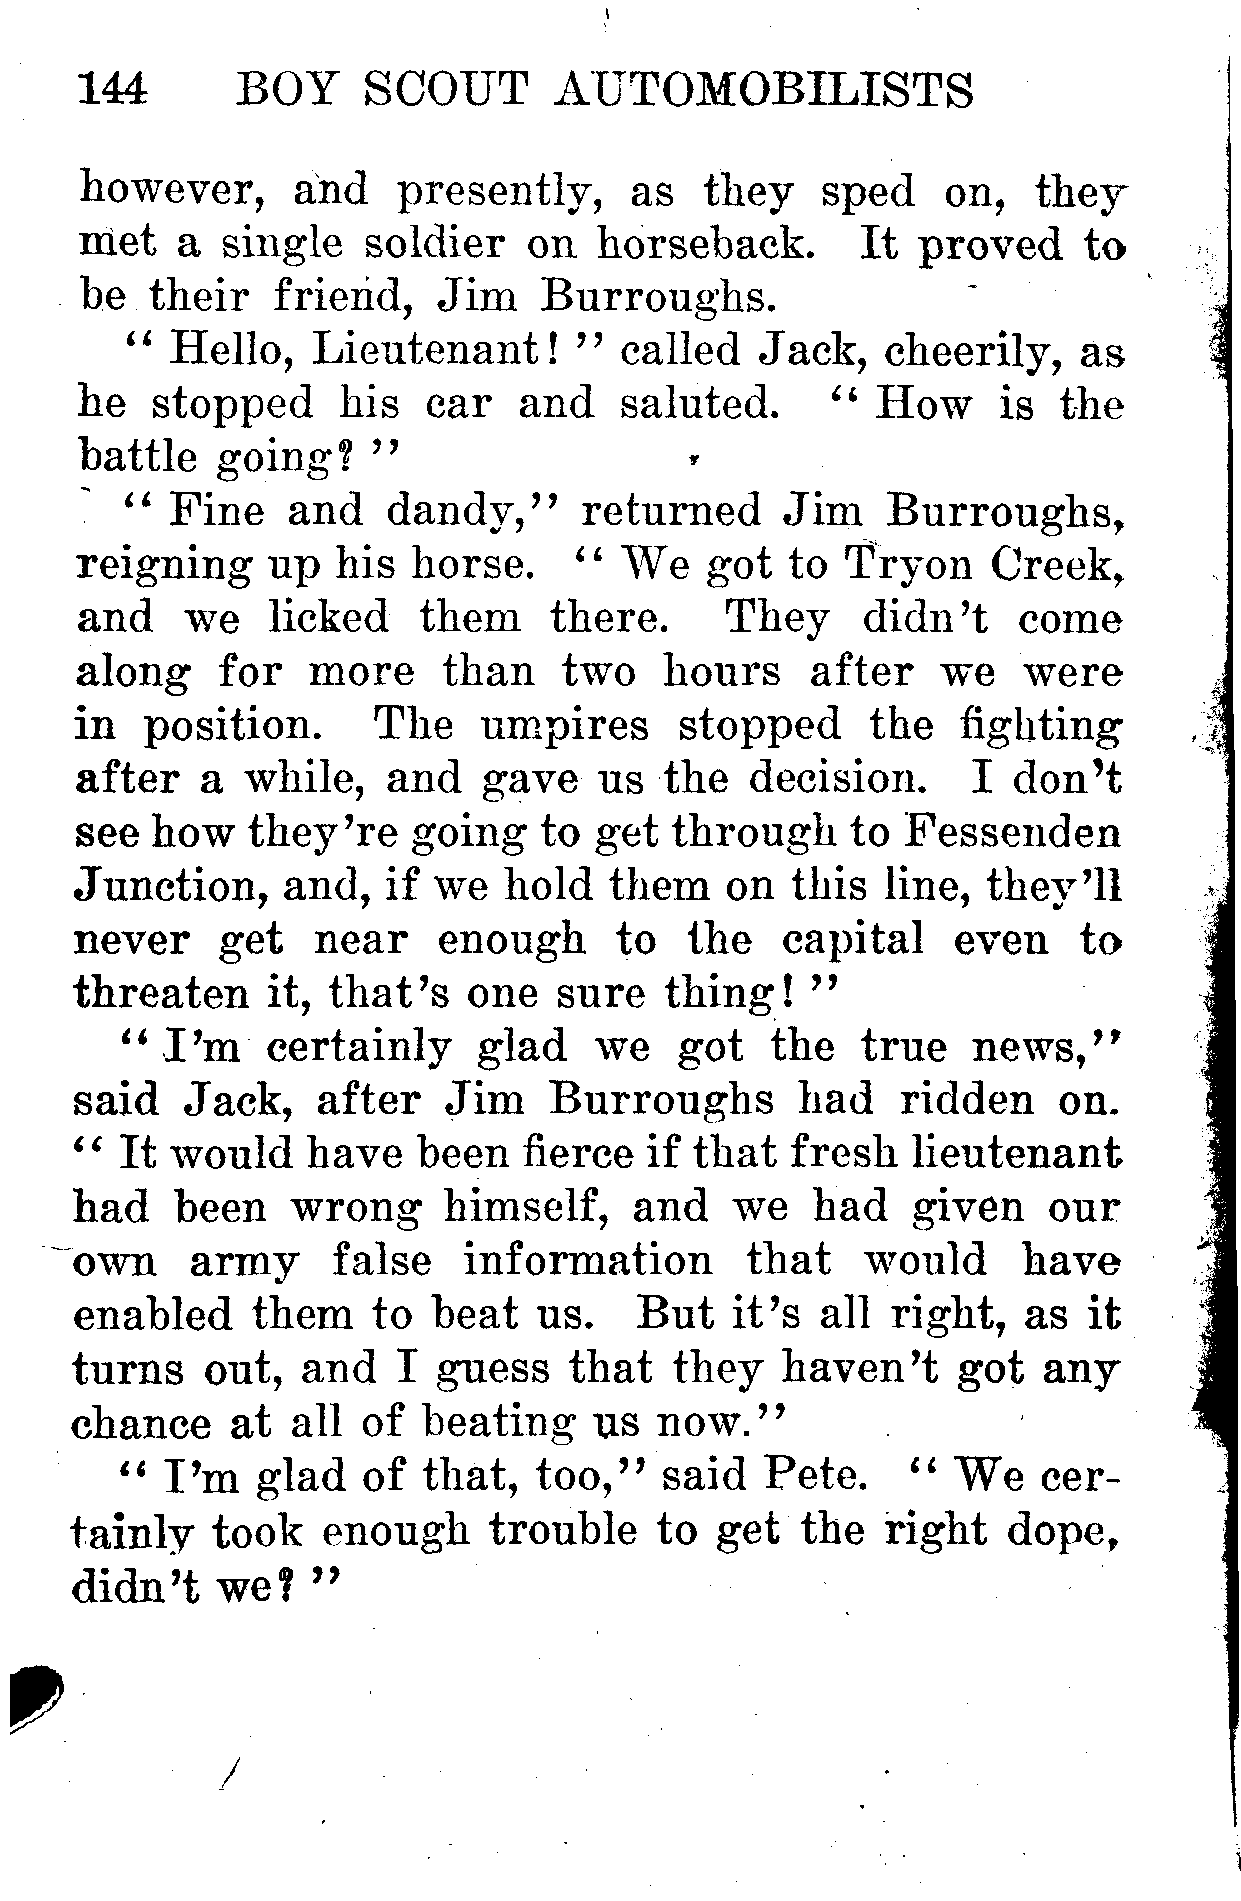 144 BOY SCOUT AUTOMOBILISTS
however, and presently, as they sped on, they
met a single soldier on horseback. It proved to
be their friend, Jim Burroughs.
“ Hello, Lieutenant! ” called Jack, cheerily, as
he stopped his car and saluted. “ How is the
battle going? ”
“ Fine and dandy,” returned Jim Burroughs,
reigning up his horse. “ We got to Tryon Creek,
and we licked them there. They didn’t come
along for more than two hours after we were
in position. The umpires stopped the fighting
after a while, and gave us the decision. I don’t
see how they’re going to get through to Fessenden
Junction, and, if we hold them on this line, they’ll
never get near enough to the capital even to
threaten it, that’s one sure thing! ”
“ I’m certainly glad we got the true news,”
said Jack, after Jim Burroughs had ridden on.
“ It would have been fierce if that fresh lieutenant
had been wrong himself, and we had given our
own army false information that would have
enabled them to beat us. But it’s all right, as it
turns out, and I guess that they haven’t got any
chance at all of beating us now.”
“ I’m glad of that, too,” said Pete. “ We cer-
tainly took enough trouble to get the right dope,
didn’t we? ”